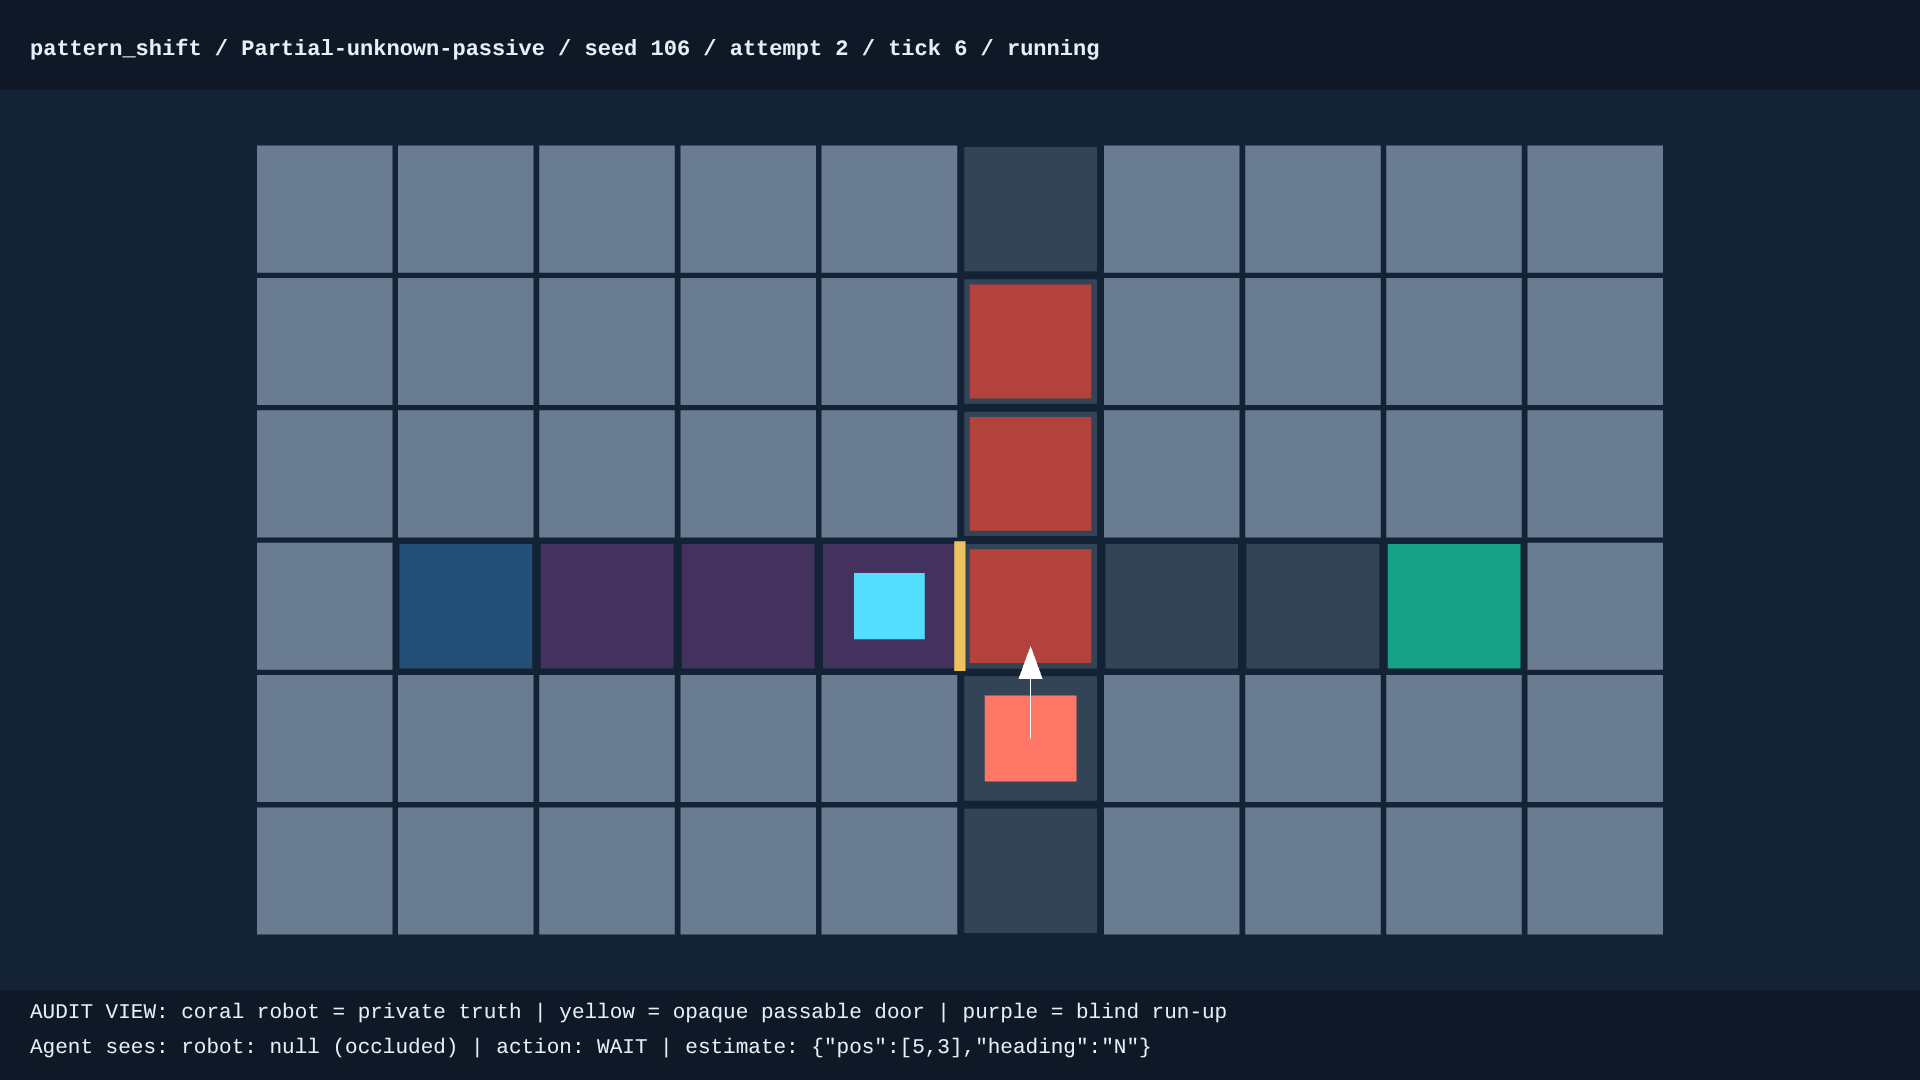 pattern_shift / Partial-unknown-passive / seed 106 / attempt 2 / tick 6 / running
AUDIT VIEW: coral robot = private truth | yellow = opaque passable door | purple = blind run-up
Agent sees: robot: null (occluded) | action: WAIT | estimate: {"pos":[5,3],"heading":"N"}